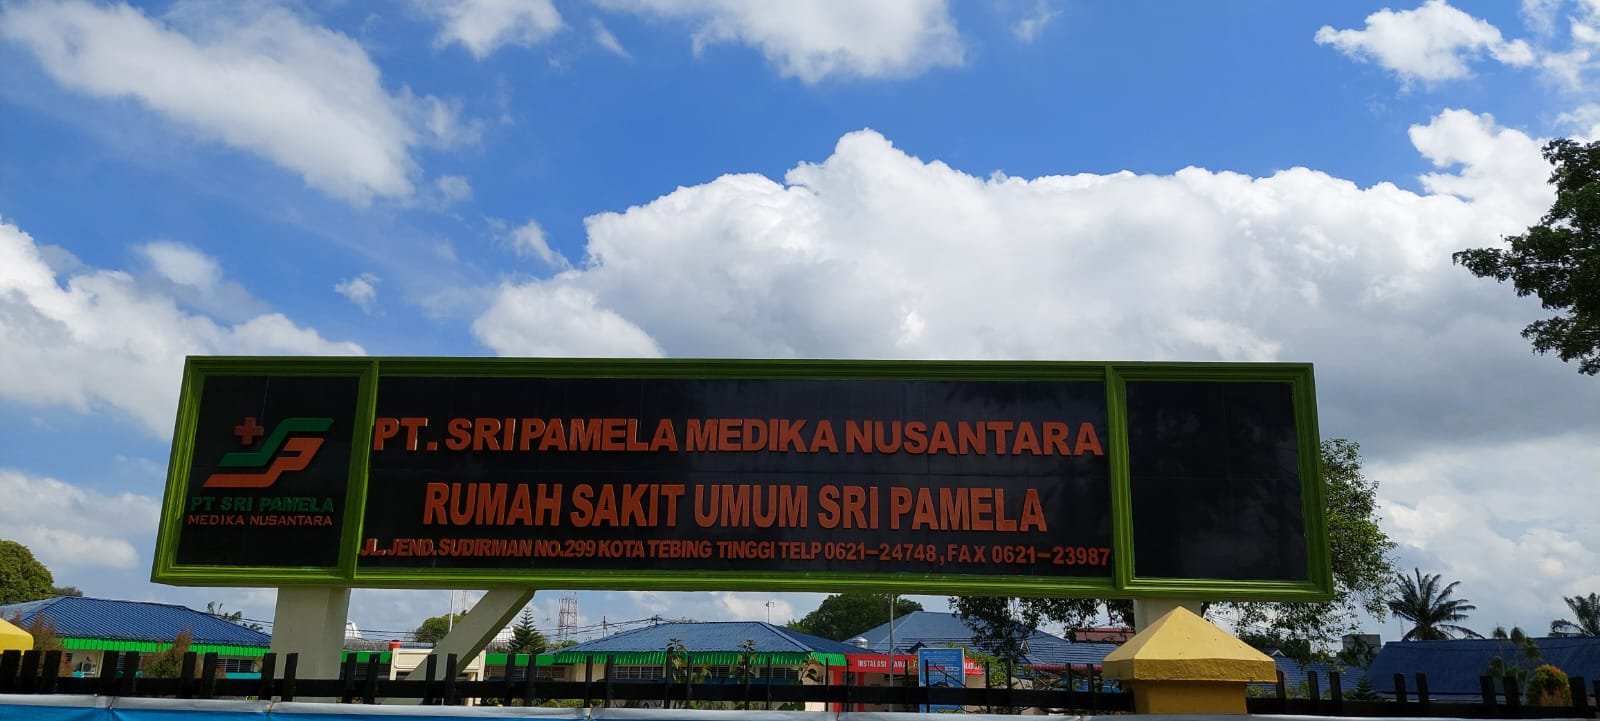 PT SRI PAMELA
MEDIKA NUSANTARA
PT. SRI PAMELA MEDIKA NUSANTARA
RUMAH SAKIT UMUM SRI PAMELA
JL. JEND. SUDIRMAN NO.299 KOTA TEBING TINGGI TELP 0621-24748, FAX 0621-23987
INSTALASI